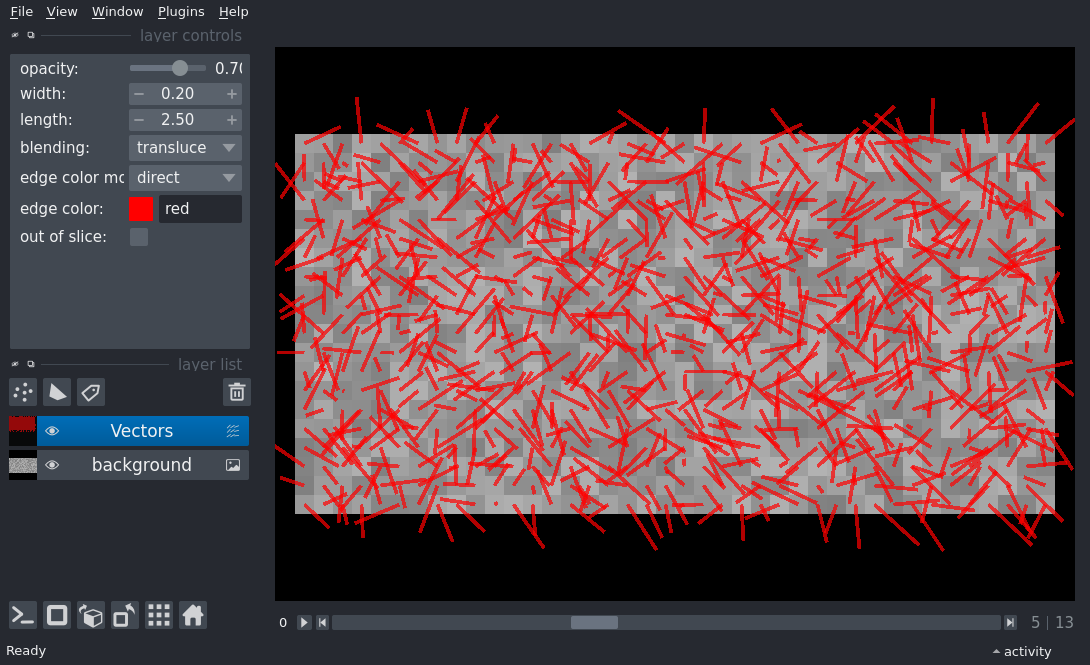 File View Window Plugins Help
layer controls
opacity: 0.70
width: − 0.20 +
length: − 2.50 +
blending: transluce
edge color mo direct
edge color: red
out of slice:
layer list
Vectors
background
0 5 | 13
Ready activity